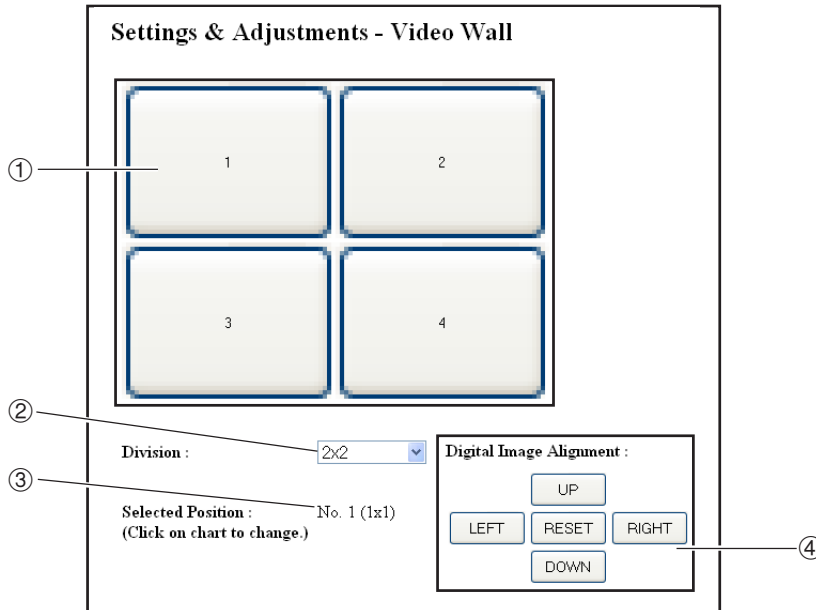 Settings & Adjustments - Video Wall
①
1
2
3
4
②
Division :
2x2
③
Selected Position :
No. 1 (1x1)
(Click on chart to change.)
Digital Image Alignment :
UP
LEFT
RESET
RIGHT
DOWN
④